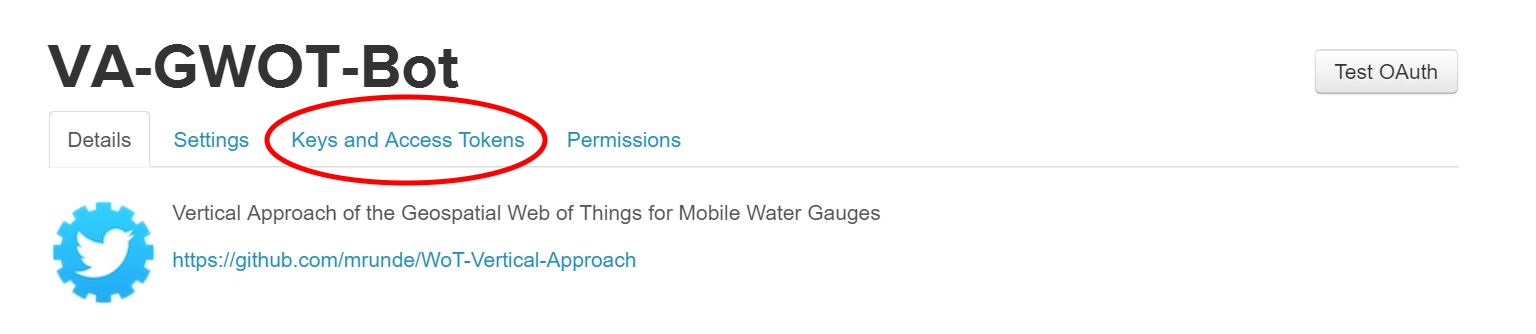 VA-GWOT-Bot
Test OAuth
Details Settings Keys and Access Tokens Permissions
Vertical Approach of the Geospatial Web of Things for Mobile Water Gauges
https://github.com/mrunde/WoT-Vertical-Approach